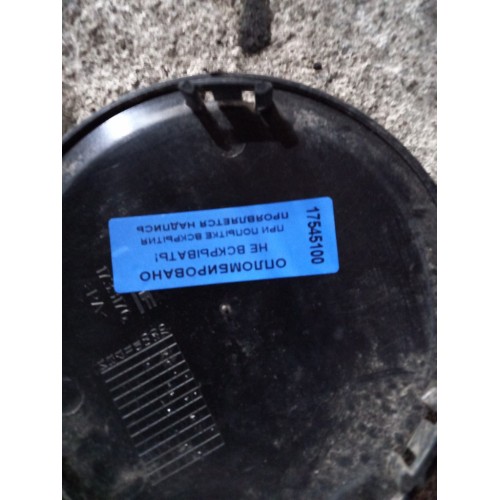 ОПЛОМБИРОВАНО
НЕ ВСКРЫВАТЬ!
ПРИ ПОПЫТКЕ ВСКРЫТИЯ
ПРОЯВЛЯЕТСЯ НАДПИСЬ
17545100